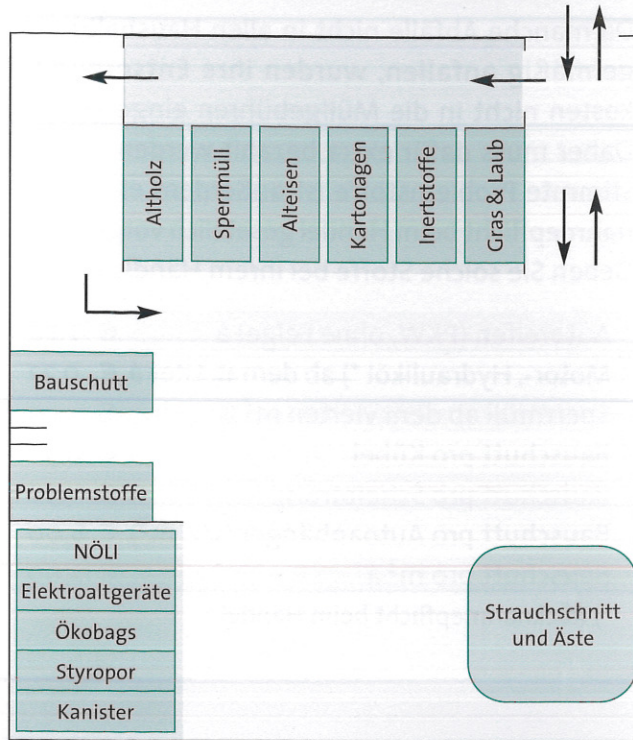 Altholz
Sperrmüll
Alteisen
Kartonagen
Inertstoffe
Gras & Laub
Bauschutt
Problemstoffe
NÖLI
Elektroaltgeräte
Ökobags
Styropor
Kanister
Strauchschnitt
und Äste